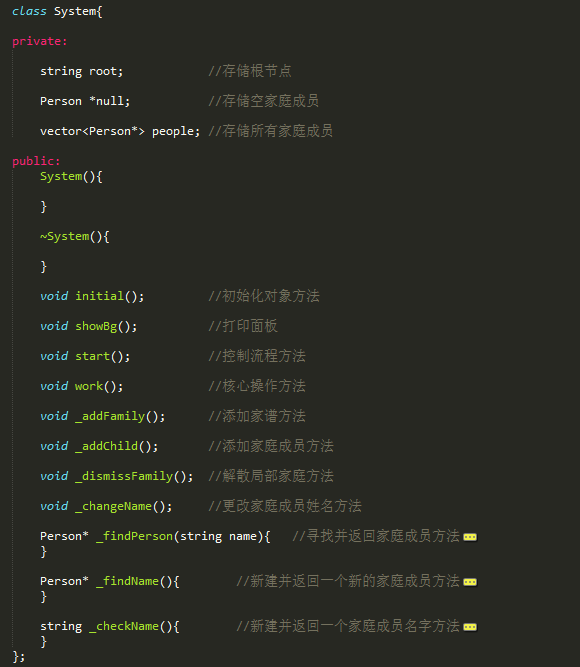 class System{
private:
string root; //存储根节点
Person *null; //存储空家庭成员
vector<Person*> people; //存储所有家庭成员
public:
System(){
}
~System(){
}
void initial(); //初始化对象方法
void showBg(); //打印面板
void start(); //控制流程方法
void work(); //核心操作方法
void _addFamily(); //添加家谱方法
void _addChild(); //添加家庭成员方法
void _dismissFamily(); //解散局部家庭方法
void _changeName(); //更改家庭成员姓名方法
Person* _findPerson(string name){ //寻找并返回家庭成员方法
}
Person* _findName(){ //新建并返回一个新的家庭成员方法
}
string _checkName(){ //新建并返回一个家庭成员名字方法
}
};